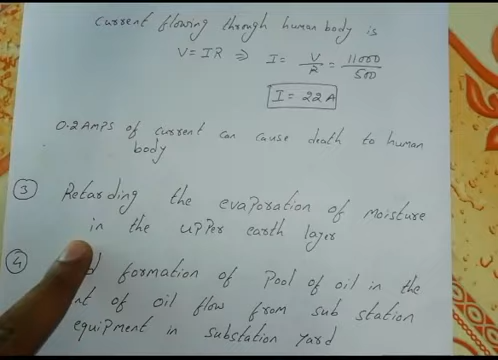 current flowing through human body is
V = IR ⇒ I = V/R = 11000/500
I = 22 A
0.2 AMPS of current can cause death to human
body
③ Retarding the evaporation of moisture
in the upper earth layer
④ formation of pool of oil in the
of oil flow from sub station
equipment in substation yard